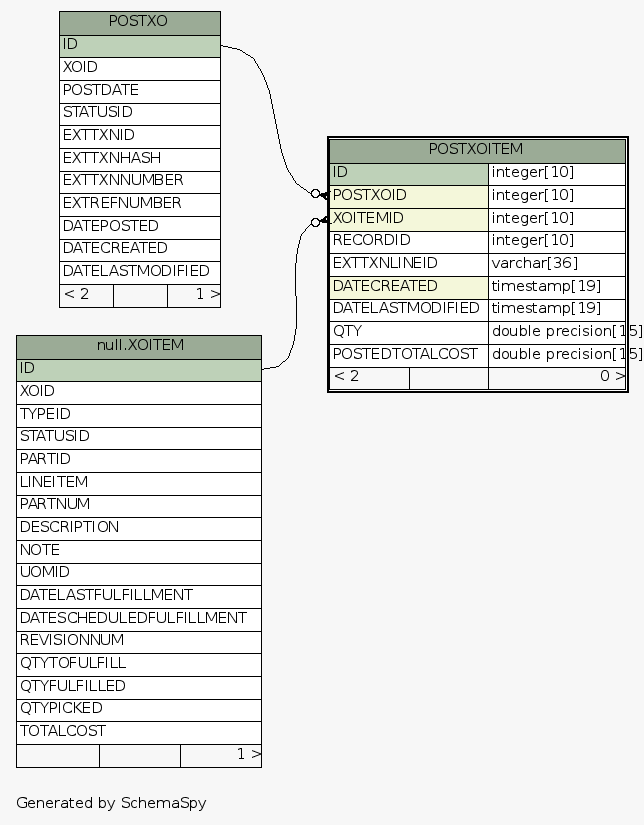 POSTXO
ID
XOID
POSTDATE
STATUSID
EXTTXNID
EXTTXNHASH
EXTTXNNUMBER
EXTREFNUMBER
DATEPOSTED
DATECREATED
DATELASTMODIFIED
< 2 1 >
POSTXOITEM
ID integer[10]
POSTXOID integer[10]
XOITEMID integer[10]
RECORDID integer[10]
EXTTXNLINEID varchar[36]
DATECREATED timestamp[19]
DATELASTMODIFIED timestamp[19]
QTY double precision[15]
POSTEDTOTALCOST double precision[15]
< 2 0 >
null.XOITEM
ID
XOID
TYPEID
STATUSID
PARTID
LINEITEM
PARTNUM
DESCRIPTION
NOTE
UOMID
DATELASTFULFILLMENT
DATESCHEDULEDFULFILLMENT
REVISIONNUM
QTYTOFULFILL
QTYFULFILLED
QTYPICKED
TOTALCOST
1 >
Generated by SchemaSpy